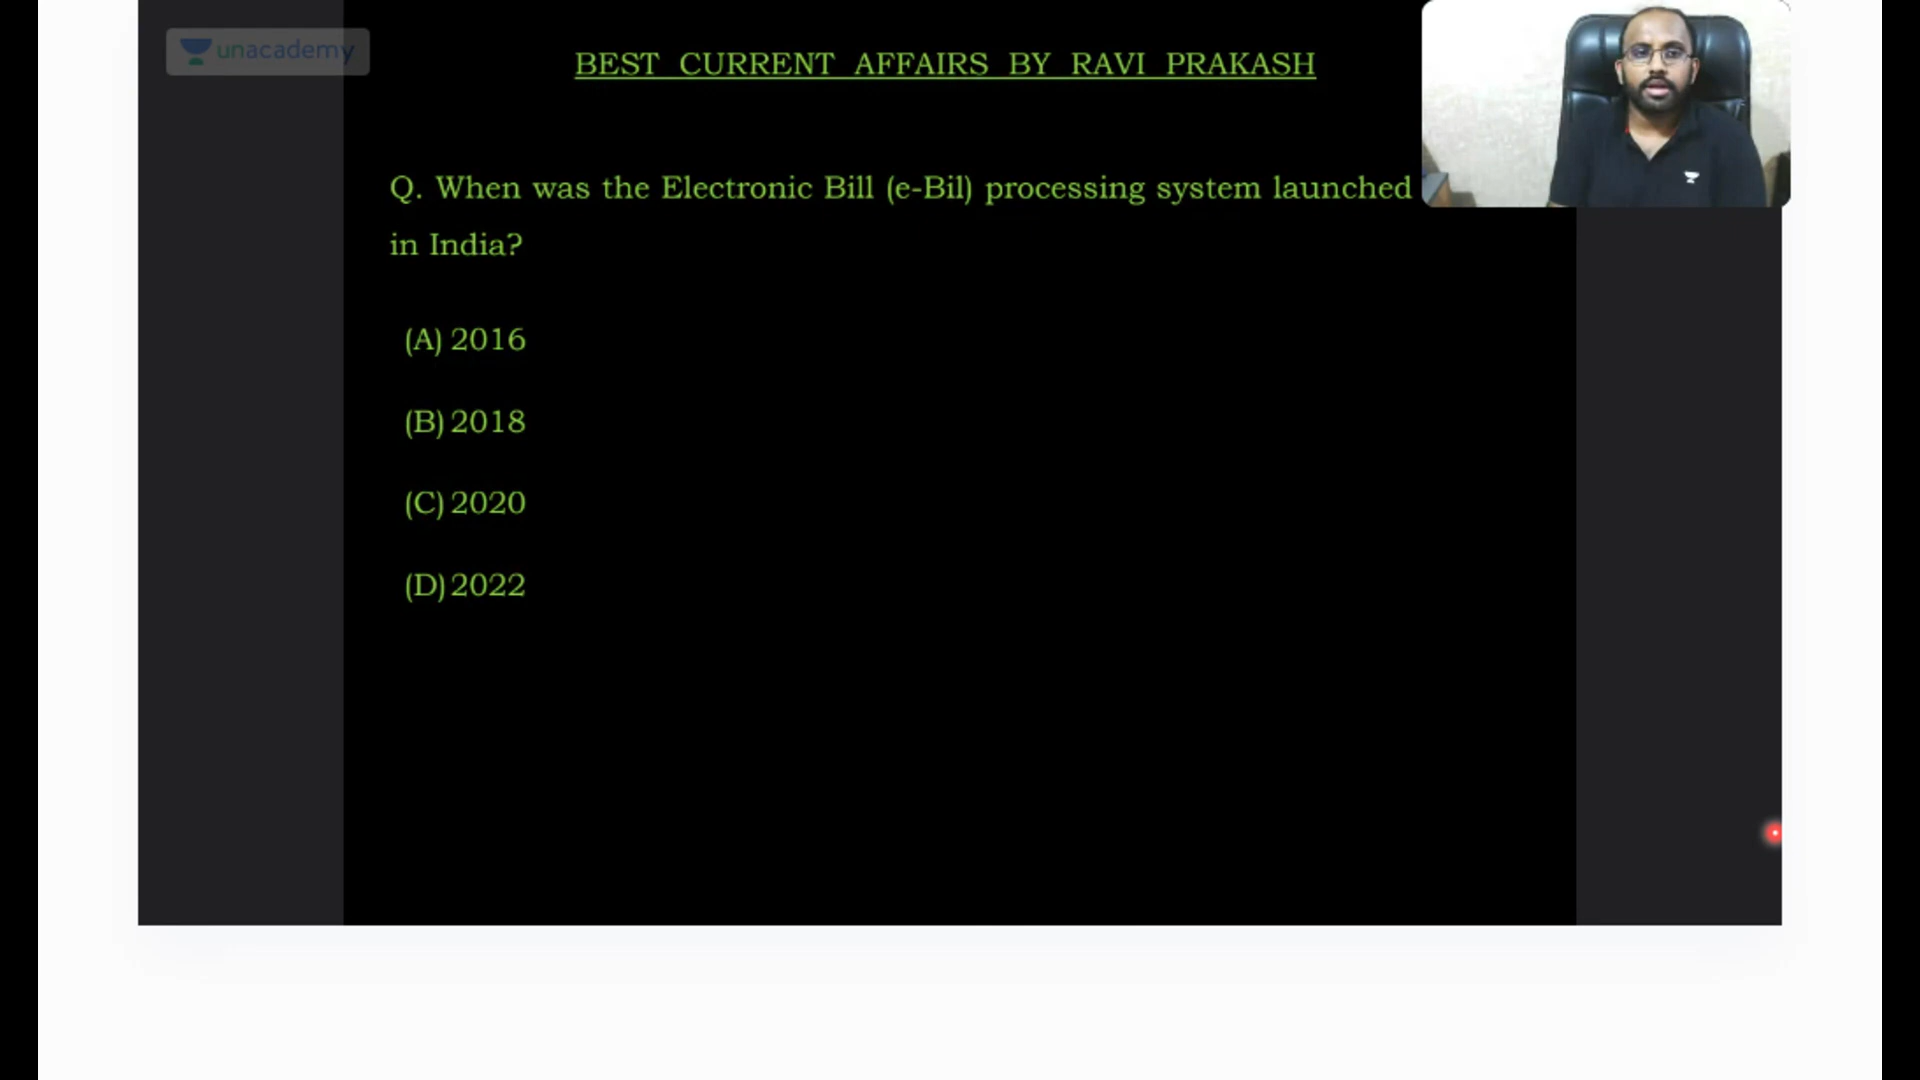 unacademy
BEST CURRENT AFFAIRS BY RAVI PRAKASH
Q. When was the Electronic Bill (e-Bil) processing system launched
in India?
(A) 2016
(B) 2018
(C) 2020
(D) 2022